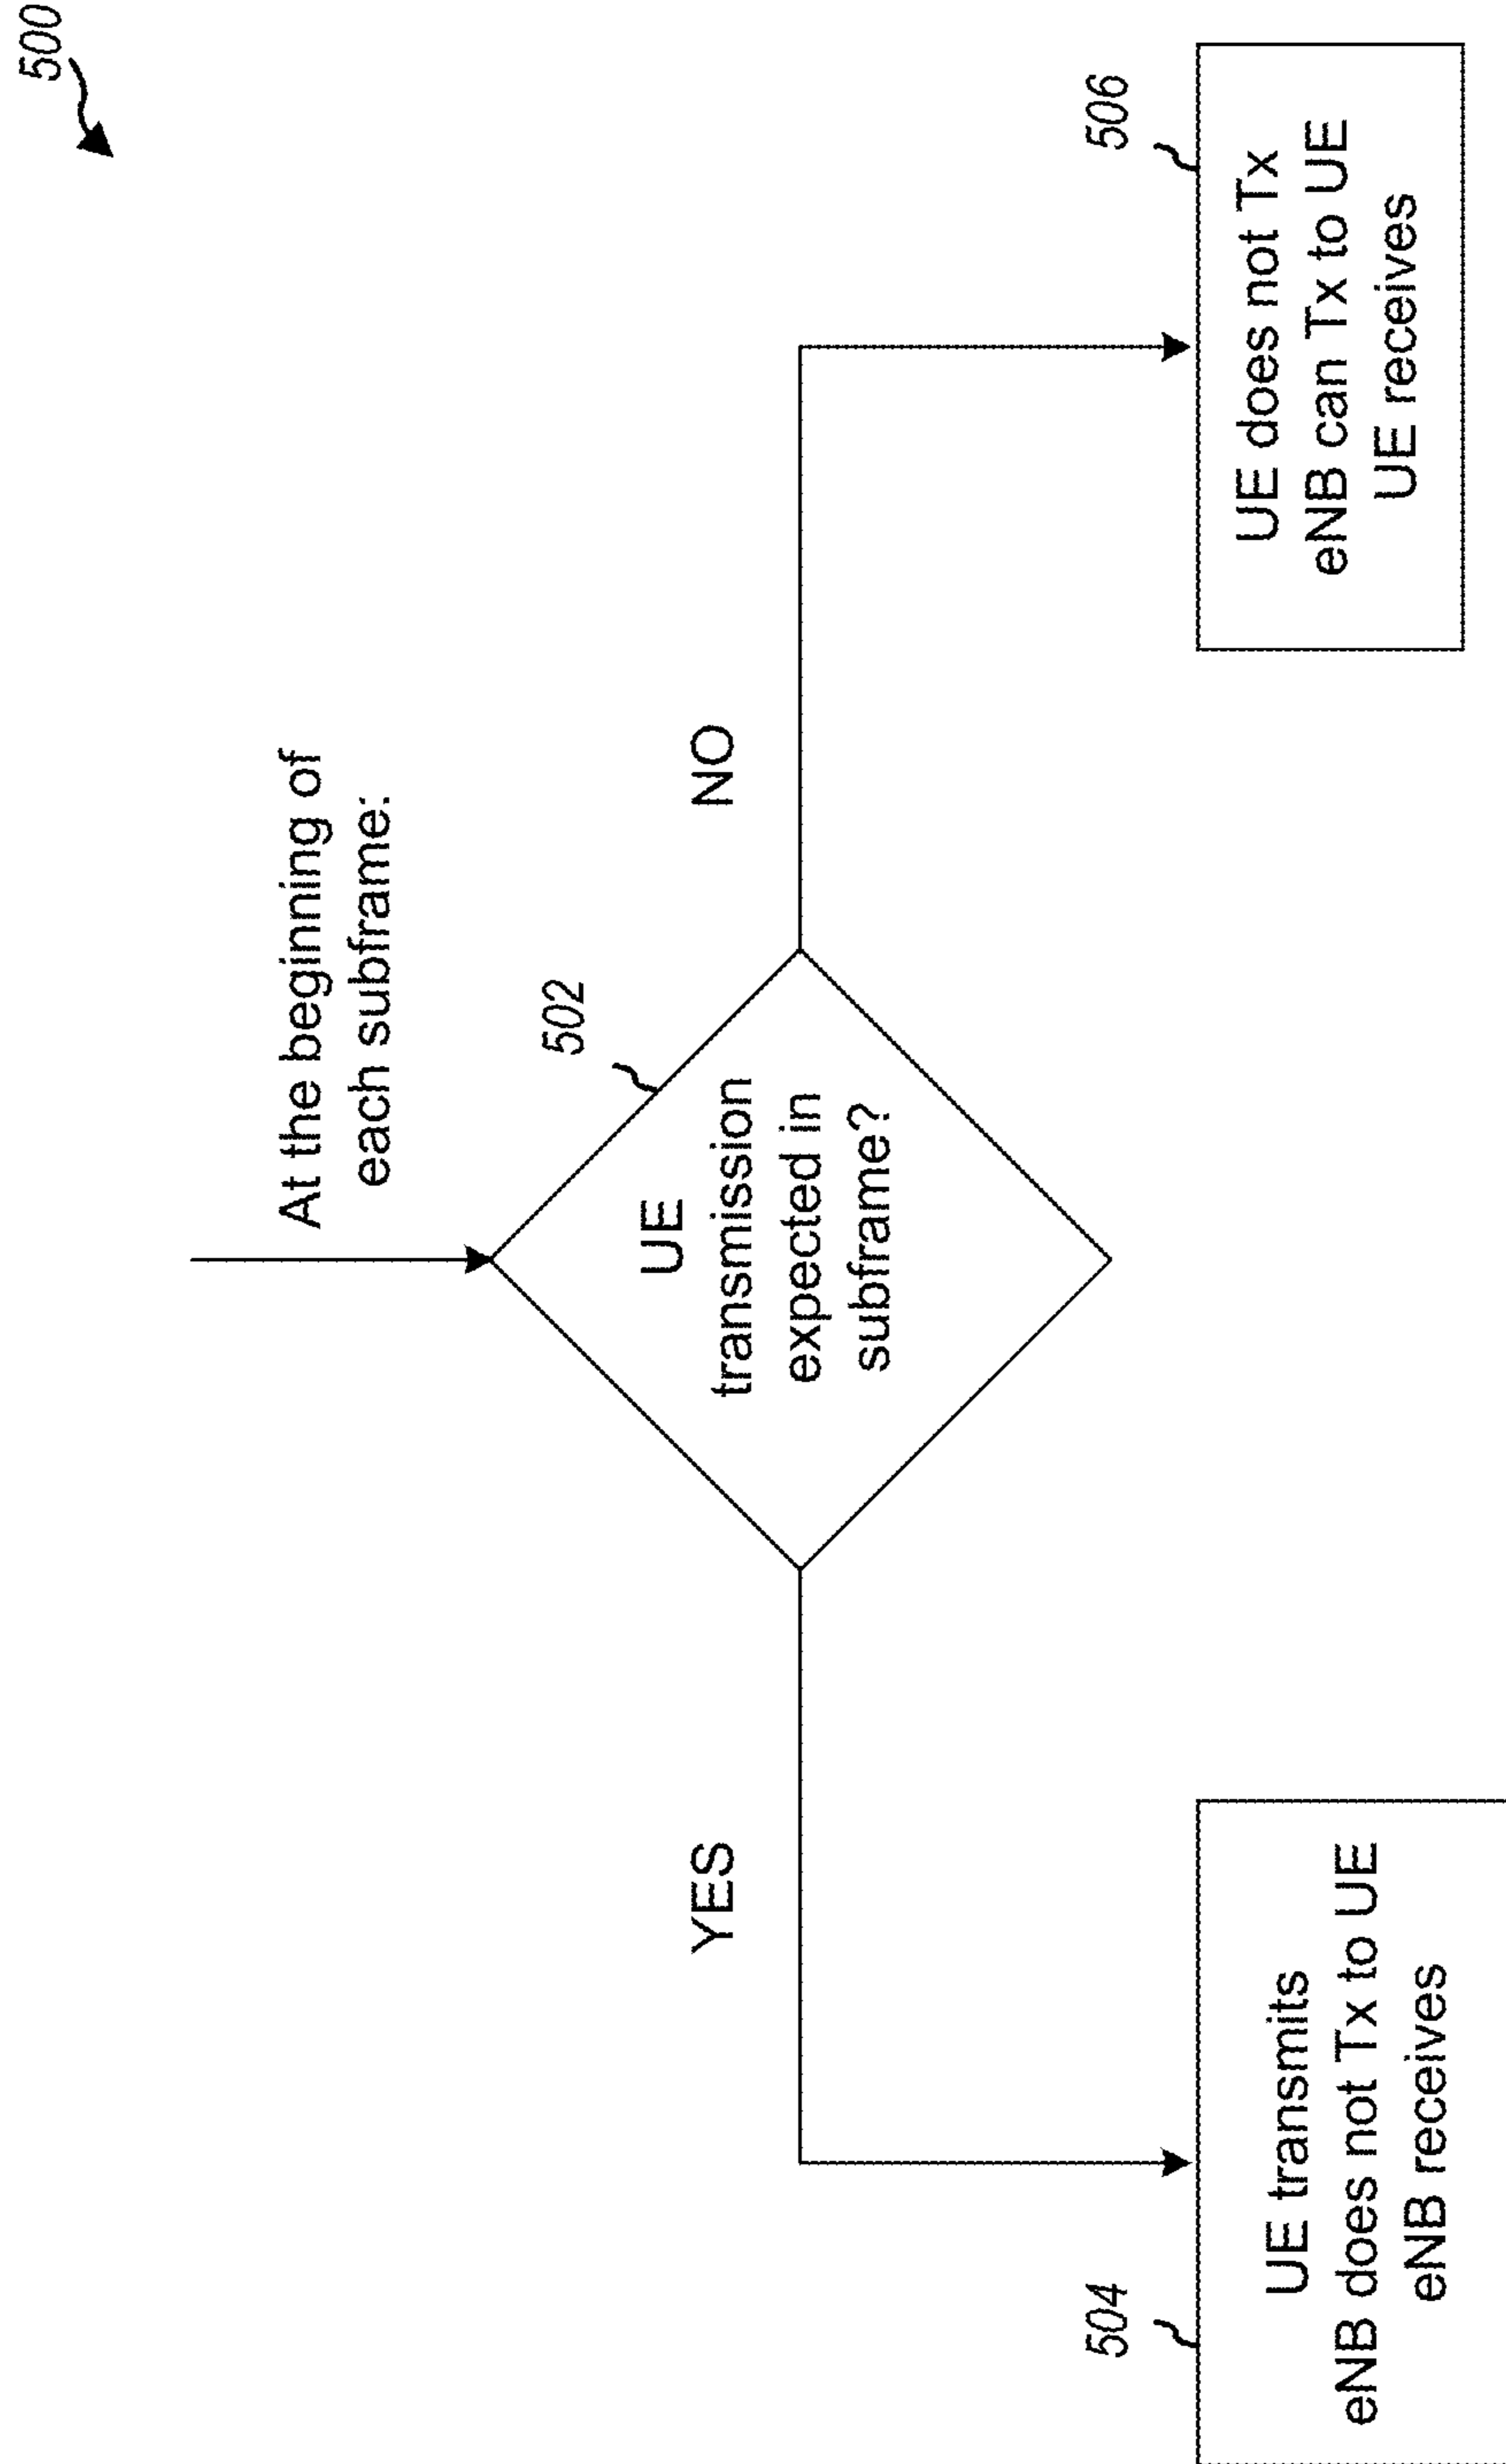 500
At the beginning of
each subframe:
502
UE
transmission
expected in
subframe?
YES
NO
504
UE transmits
eNB does not Tx to UE
eNB receives
506
UE does not Tx
eNB can Tx to UE
UE receives